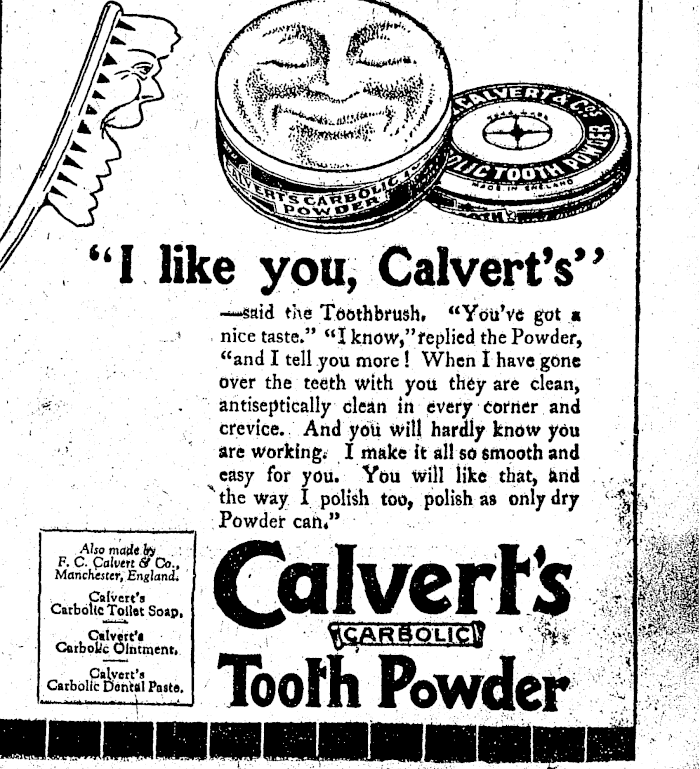 CALVERT & Cos
TRADE MARK
OLIC TOOTH POWDER
MADE IN ENGLAND
CALVERT'S CARBOLIC
POWDER
"I like you, Calvert's"
—said the Toothbrush. "You've got a
nice taste." "I know," replied the Powder,
"and I tell you more! When I have gone
over the teeth with you they are clean,
antiseptically clean in every corner and
crevice. And you will hardly know you
are working. I make it all so smooth and
easy for you. You will like that, and
the way I polish too, polish as only dry
Powder can."
Also made by
F. C. Calvert & Co.,
Manchester, England.
Calvert's
Carbolic Toilet Soap.
Calvert's
Carbolic Ointment.
Calvert's
Carbolic Dental Paste.
Calvert's
CARBOLIC
Tooth Powder